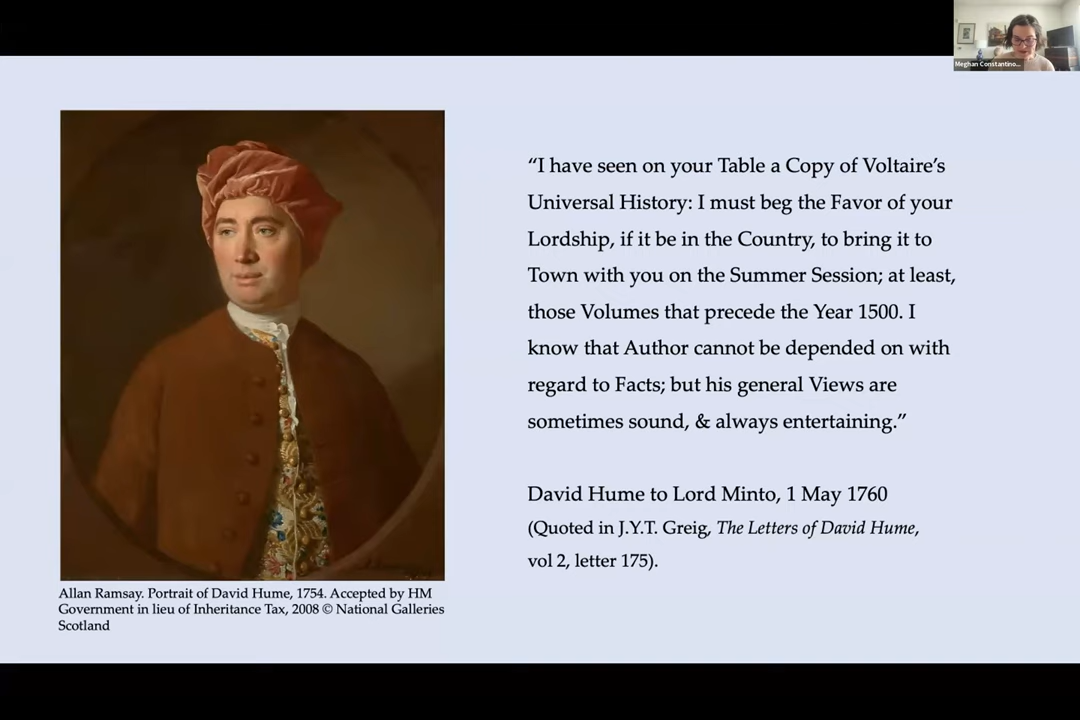 Meghan Constantino...
“I have seen on your Table a Copy of Voltaire’s
Universal History: I must beg the Favor of your
Lordship, if it be in the Country, to bring it to
Town with you on the Summer Session; at least,
those Volumes that precede the Year 1500. I
know that Author cannot be depended on with
regard to Facts; but his general Views are
sometimes sound, & always entertaining.”
David Hume to Lord Minto, 1 May 1760
(Quoted in J.Y.T. Greig, The Letters of David Hume,
vol 2, letter 175).
Allan Ramsay. Portrait of David Hume, 1754. Accepted by HM
Government in lieu of Inheritance Tax, 2008 © National Galleries
Scotland